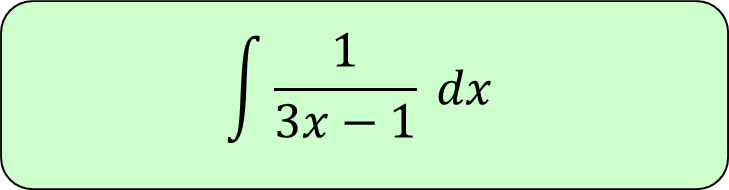 ∫ 1/(3x − 1) dx